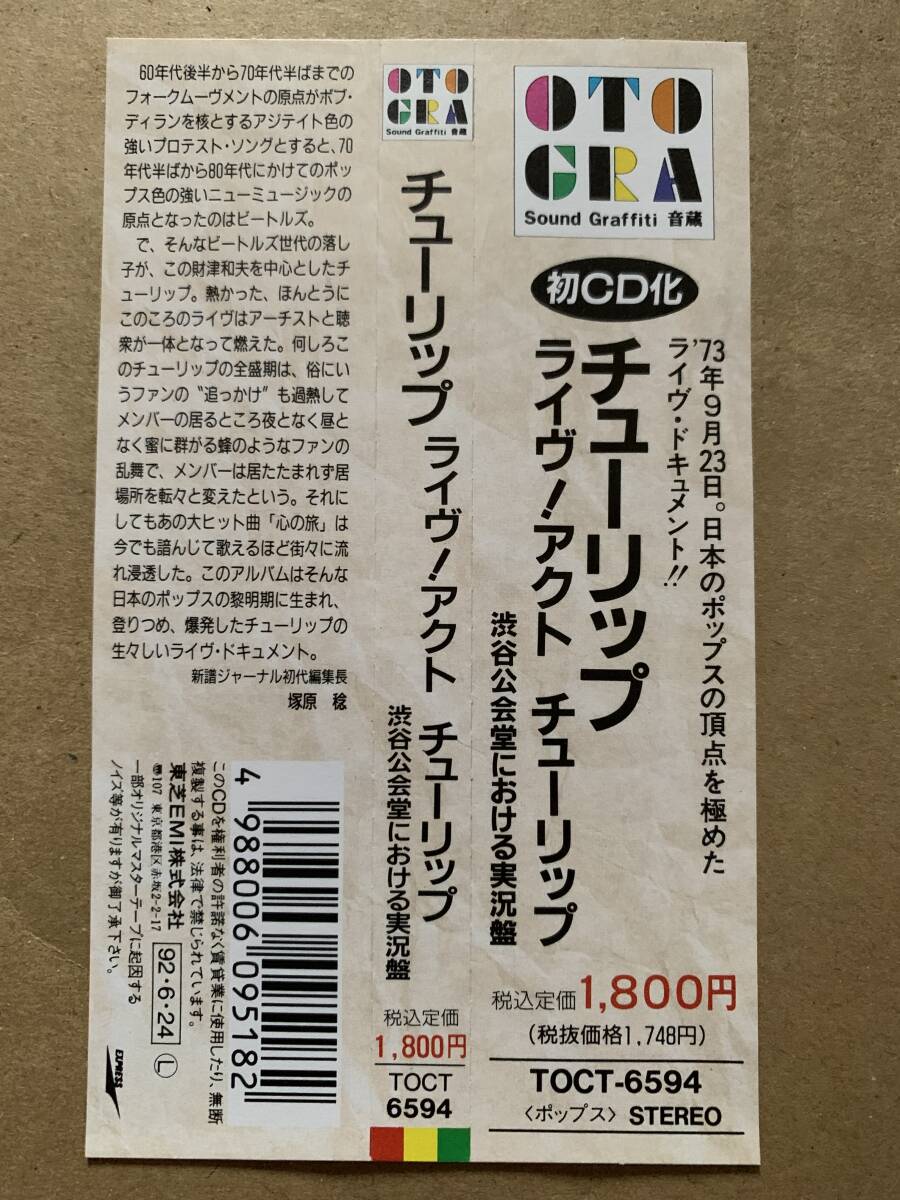 OTO
GRA
Sound Graffiti 音蔵
初CD化
'73年9月23日。日本のポップスの頂点を極めた
ライヴ・ドキュメント!!
チューリップ
ライヴ！アクト チューリップ
渋谷公会堂における実況盤
税込定価1,800円
(税抜価格1,748円)
TOCT-6594
〈ポップス〉 STEREO
OTO
GRA
Sound Graffiti 音蔵
チューリップ ライヴ！アクト チューリップ
渋谷公会堂における実況盤
税込定価
1,800円
TOCT
6594
60年代後半から70年代半ばまでの
フォークムーヴメントの原点がボブ・
ディランを核とするアジテイト色の
強いプロテスト・ソングとすると、70
年代半ばから80年代にかけてのポッ
プス色の強いニューミュージックの
原点となったのはビートルズ。
で、そんなビートルズ世代の落し
子が、この財津和夫を中心としたチ
ューリップ。熱かった、ほんとうに
このころのライヴはアーチストと聴
衆が一体となって燃えた。何しろこ
のチューリップの全盛期は、俗にい
うファンの〝追っかけ〟も過熱して
メンバーの居るところ夜となく昼と
なく蜜に群がる蜂のようなファンの
乱舞で、メンバーは居たたまれず居
場所を転々と変えたという。それに
してもあの大ヒット曲「心の旅」は
今でも諳んじて歌えるほど街々に流
れ浸透した。このアルバムはそんな
日本のポップスの黎明期に生まれ、
登りつめ、爆発したチューリップの
生々しいライヴ・ドキュメント。
新譜ジャーナル初代編集長
塚原 稔
4 988006 095182
このCDを権利者の許諾なく賃貸業に使用したり、無断
複製する事は、法律で禁じられています。
東芝EMI株式会社
〒107 東京都港区赤坂2-2-17
92・6・24 Ⓛ
一部オリジナルマスターテープに起因する
ノイズ等が有りますが御了承下さい。
EXPRESS